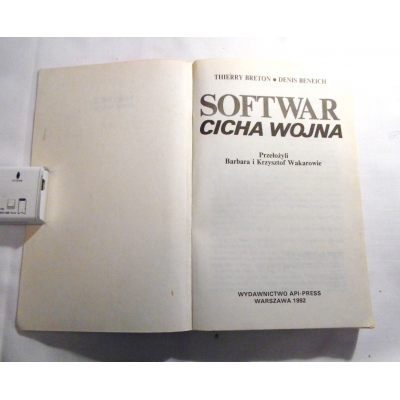 THIERRY BRETON • DENIS BENEICH
SOFTWAR
CICHA WOJNA
Przełożyli
Barbara i Krzysztof Wakarowie
WYDAWNICTWO API-PRESS
WARSZAWA 1992